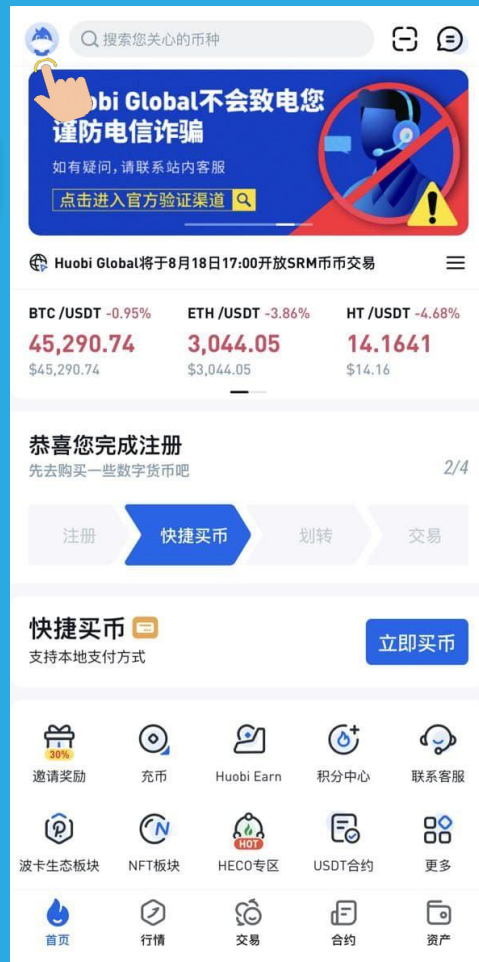 搜索您关心的币种
obi Global不会致电您
谨防电信诈骗
如有疑问,请联系站内客服
点击进入官方验证渠道
Huobi Global将于8月18日17:00开放SRM币币交易
BTC /USDT -0.95%
ETH /USDT -3.86%
HT /USDT -4.68%
45,290.74
3,044.05
14.1641
$45,290.74
$3,044.05
$14.16
恭喜您完成注册
先去购买一些数字货币吧
2/4
注册
快捷买币
划转
交易
快捷买币
支持本地支付方式
立即买币
30%
邀请奖励
充币
Huobi Earn
积分中心
联系客服
HOT
波卡生态板块
NFT板块
HECO专区
USDT合约
更多
首页
行情
交易
合约
资产